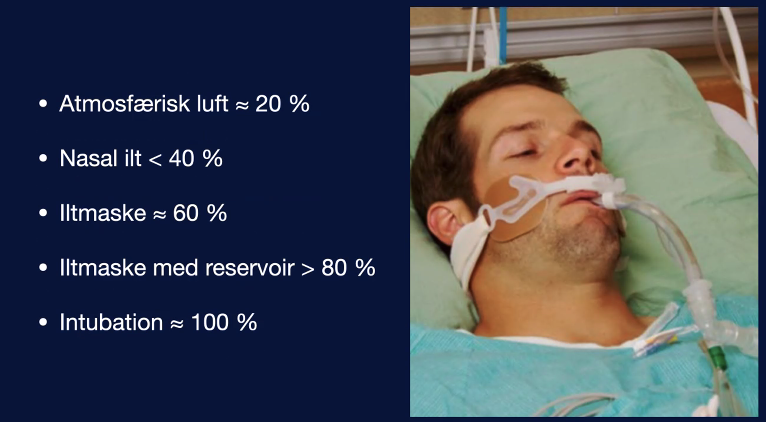 • Atmosfærisk luft ≈ 20 %
• Nasal ilt < 40 %
• Iltmaske ≈ 60 %
• Iltmaske med reservoir > 80 %
• Intubation ≈ 100 %